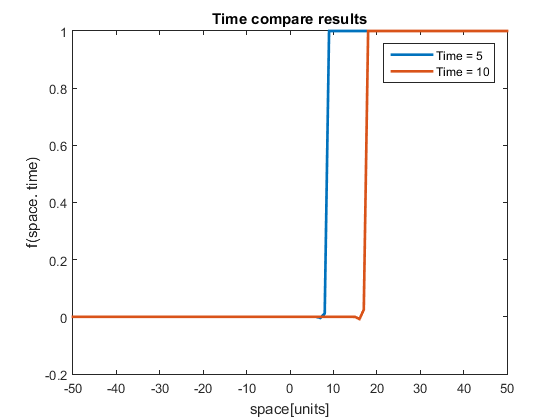 Time compare results
1
0.8
0.6
0.4
0.2
0
-0.2
f(space. time)
Time = 5
Time = 10
-50 -40 -30 -20 -10 0 10 20 30 40 50
space[units]